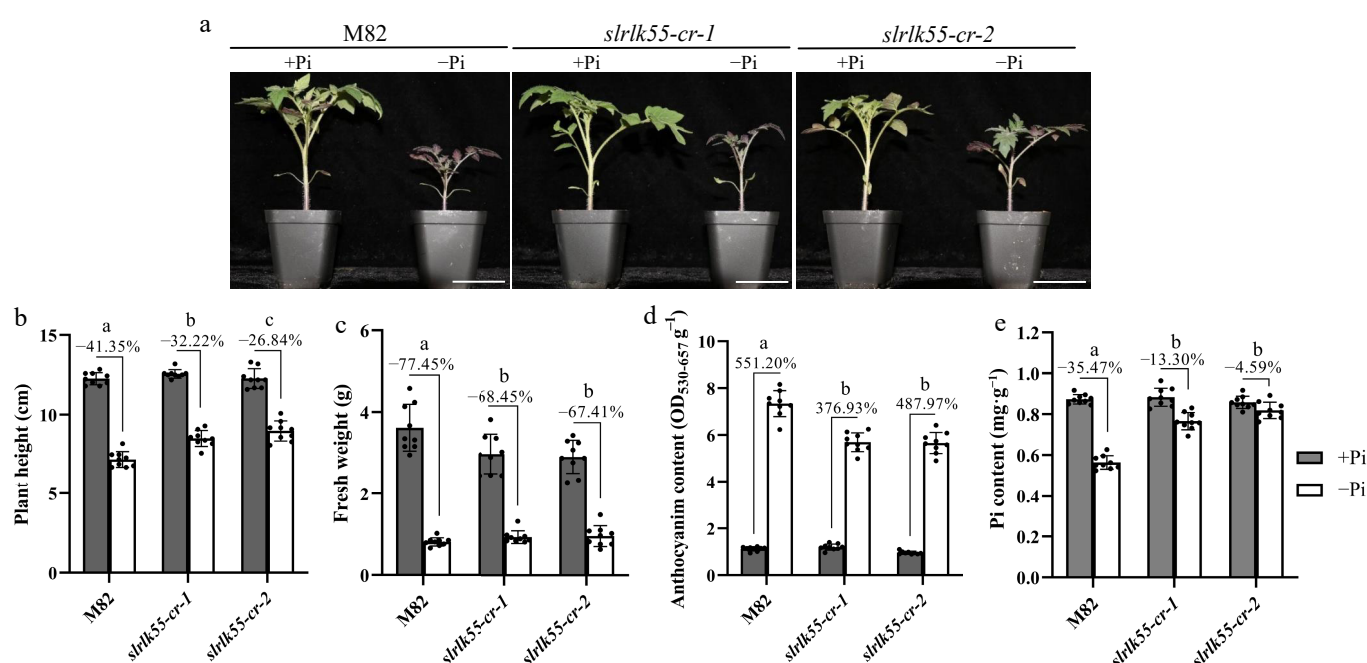 a
M82 slrlk55-cr-1 slrlk55-cr-2
+Pi −Pi +Pi −Pi +Pi −Pi
b
Plant height (cm)
15
10
5
0
a
−41.35%
b
−32.22%
c
−26.84%
M82
slrlk55-cr-1
slrlk55-cr-2
c
Fresh weight (g)
6
4
2
0
a
−77.45%
b
−68.45%
b
−67.41%
M82
slrlk55-cr-1
slrlk55-cr-2
d
Anthocyanim content (OD530-657 g−1)
10
8
6
4
2
0
a
551.20%
b
376.93%
b
487.97%
M82
slrlk55-cr-1
slrlk55-cr-2
e
Pi content (mg·g−1)
1.2
1.0
0.8
0.6
0.4
0.2
0.0
a
−35.47%
b
−13.30%
b
−4.59%
M82
slrlk55-cr-1
slrlk55-cr-2
+Pi
−Pi